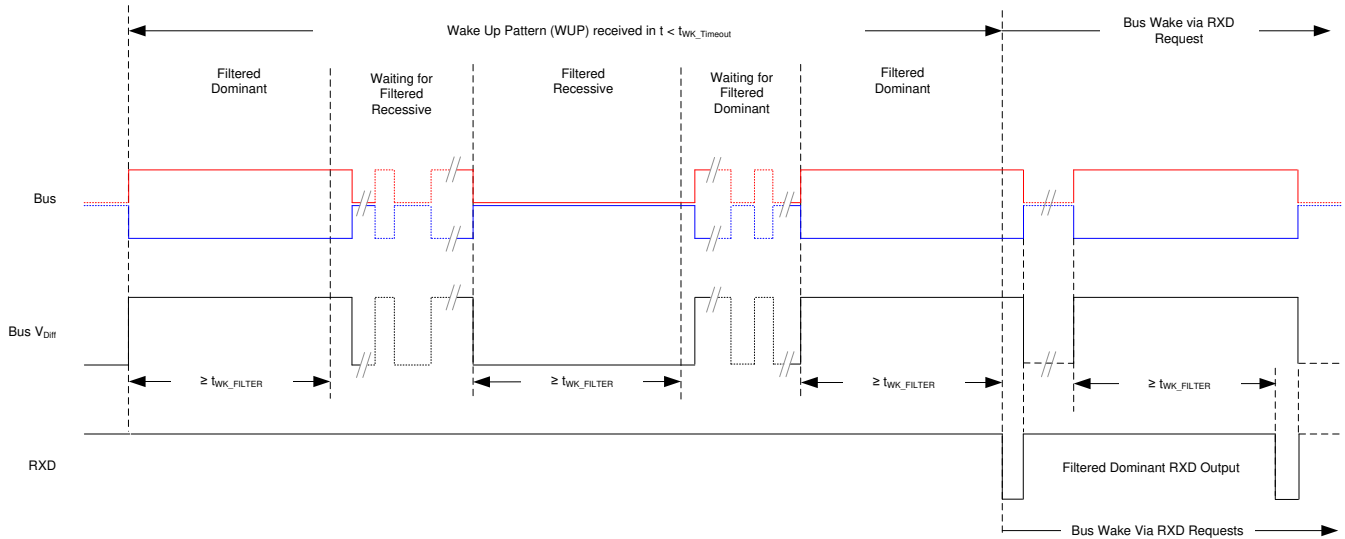 Wake Up Pattern (WUP) received in t < tWK_Timeout
Bus Wake via RXD
Request
Filtered
Dominant
Waiting for
Filtered
Recessive
Filtered
Recessive
Waiting for
Filtered
Dominant
Filtered
Dominant
Bus
Bus VDiff
≥ tWK_FILTER
≥ tWK_FILTER
≥ tWK_FILTER
≥ tWK_FILTER
RXD
Filtered Dominant RXD Output
Bus Wake Via RXD Requests